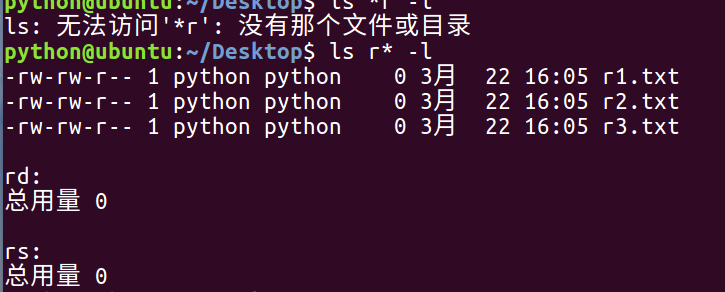 python@ubuntu:~/Desktop$ ls *r -l
ls: 无法访问'*r': 没有那个文件或目录
python@ubuntu:~/Desktop$ ls r* -l
-rw-rw-r-- 1 python python    0 3月  22 16:05 r1.txt
-rw-rw-r-- 1 python python    0 3月  22 16:05 r2.txt
-rw-rw-r-- 1 python python    0 3月  22 16:05 r3.txt
rd:
总用量 0
rs:
总用量 0